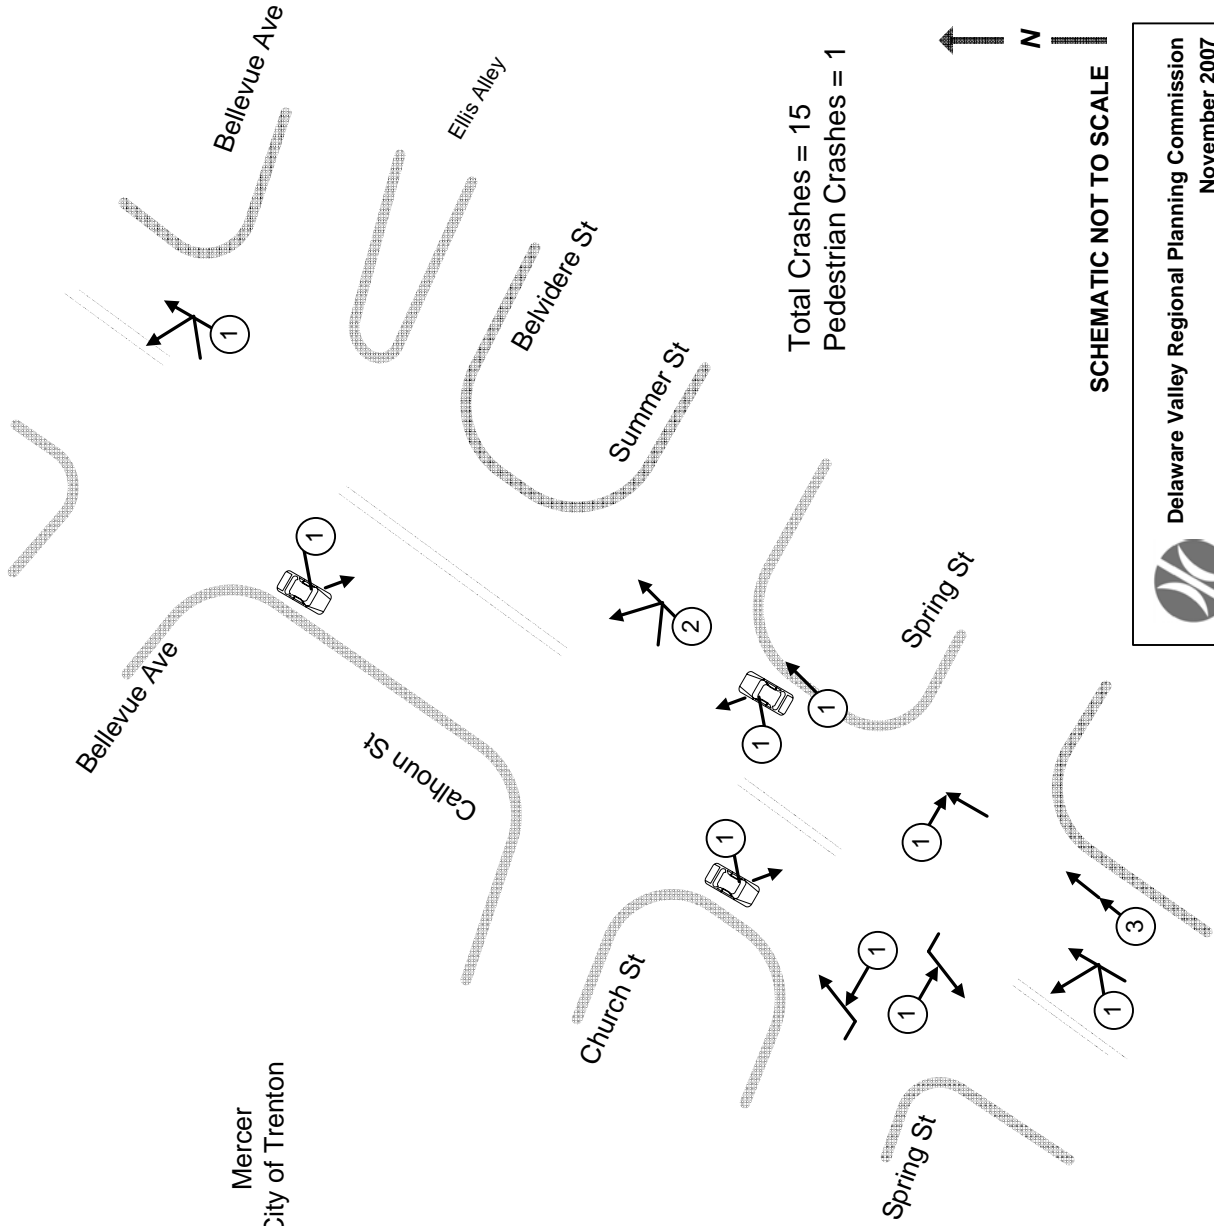 Bellevue Ave
Ellis Alley
Belvidere St
Summer St
Total Crashes = 15
Pedestrian Crashes = 1
N
SCHEMATIC NOT TO SCALE
Delaware Valley Regional Planning Commission
November 2007
Bellevue Ave
Calhoun St
Spring St
Church St
Spring St
Mercer
City of Trenton
1
1
2
1
1
1
1
1
1
3
1